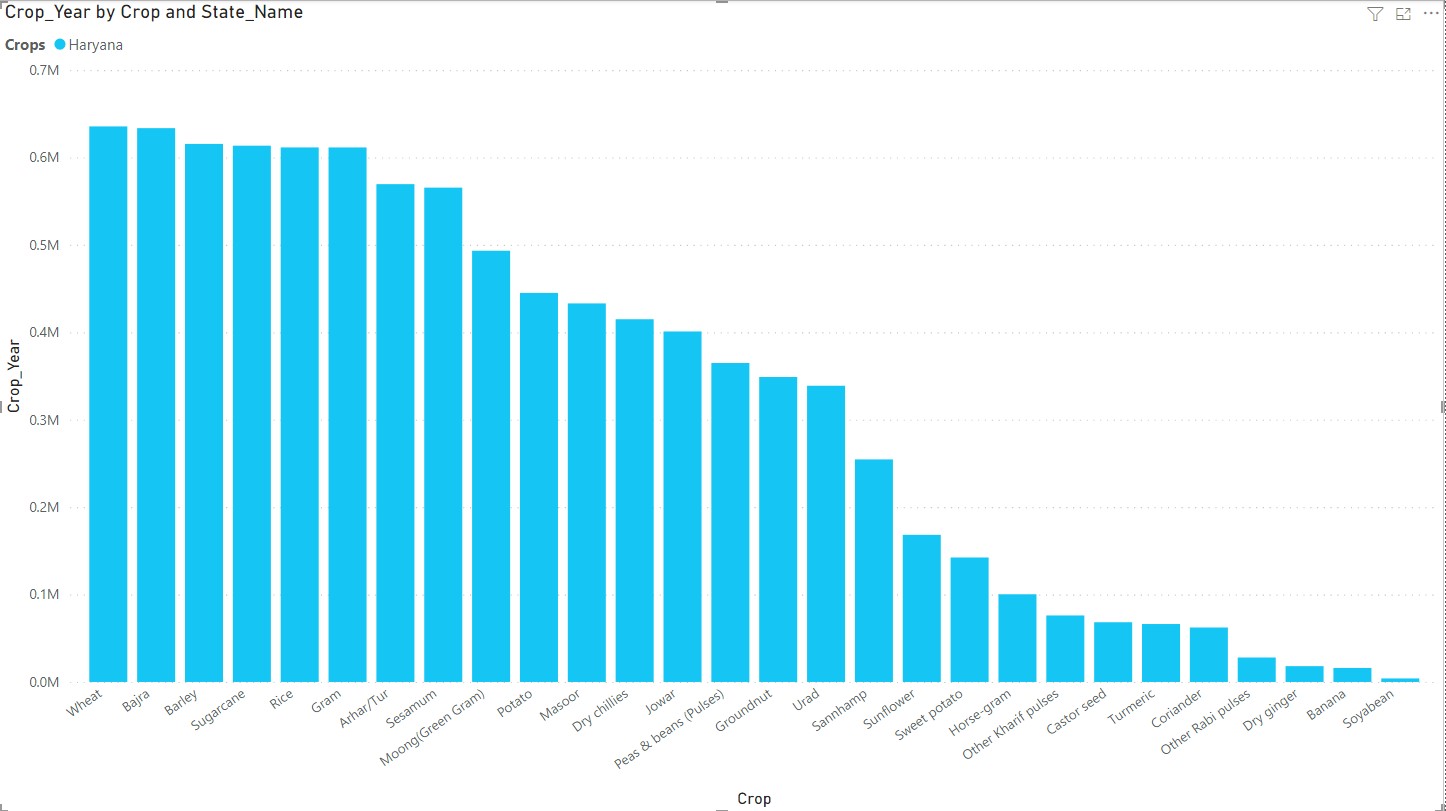 Crop_Year by Crop and State_Name
Crops Haryana
0.7M
0.6M
0.5M
0.4M
0.3M
0.2M
0.1M
0.0M
Crop_Year
Wheat
Bajra
Barley
Sugarcane
Rice
Gram
Arhar/Tur
Sesamum
Moong(Green Gram)
Potato
Masoor
Dry chillies
Jowar
Peas & beans (Pulses)
Groundnut
Urad
Sannhamp
Sunflower
Sweet potato
Horse-gram
Other Kharif pulses
Castor seed
Turmeric
Coriander
Other Rabi pulses
Dry ginger
Banana
Soyabean
Crop